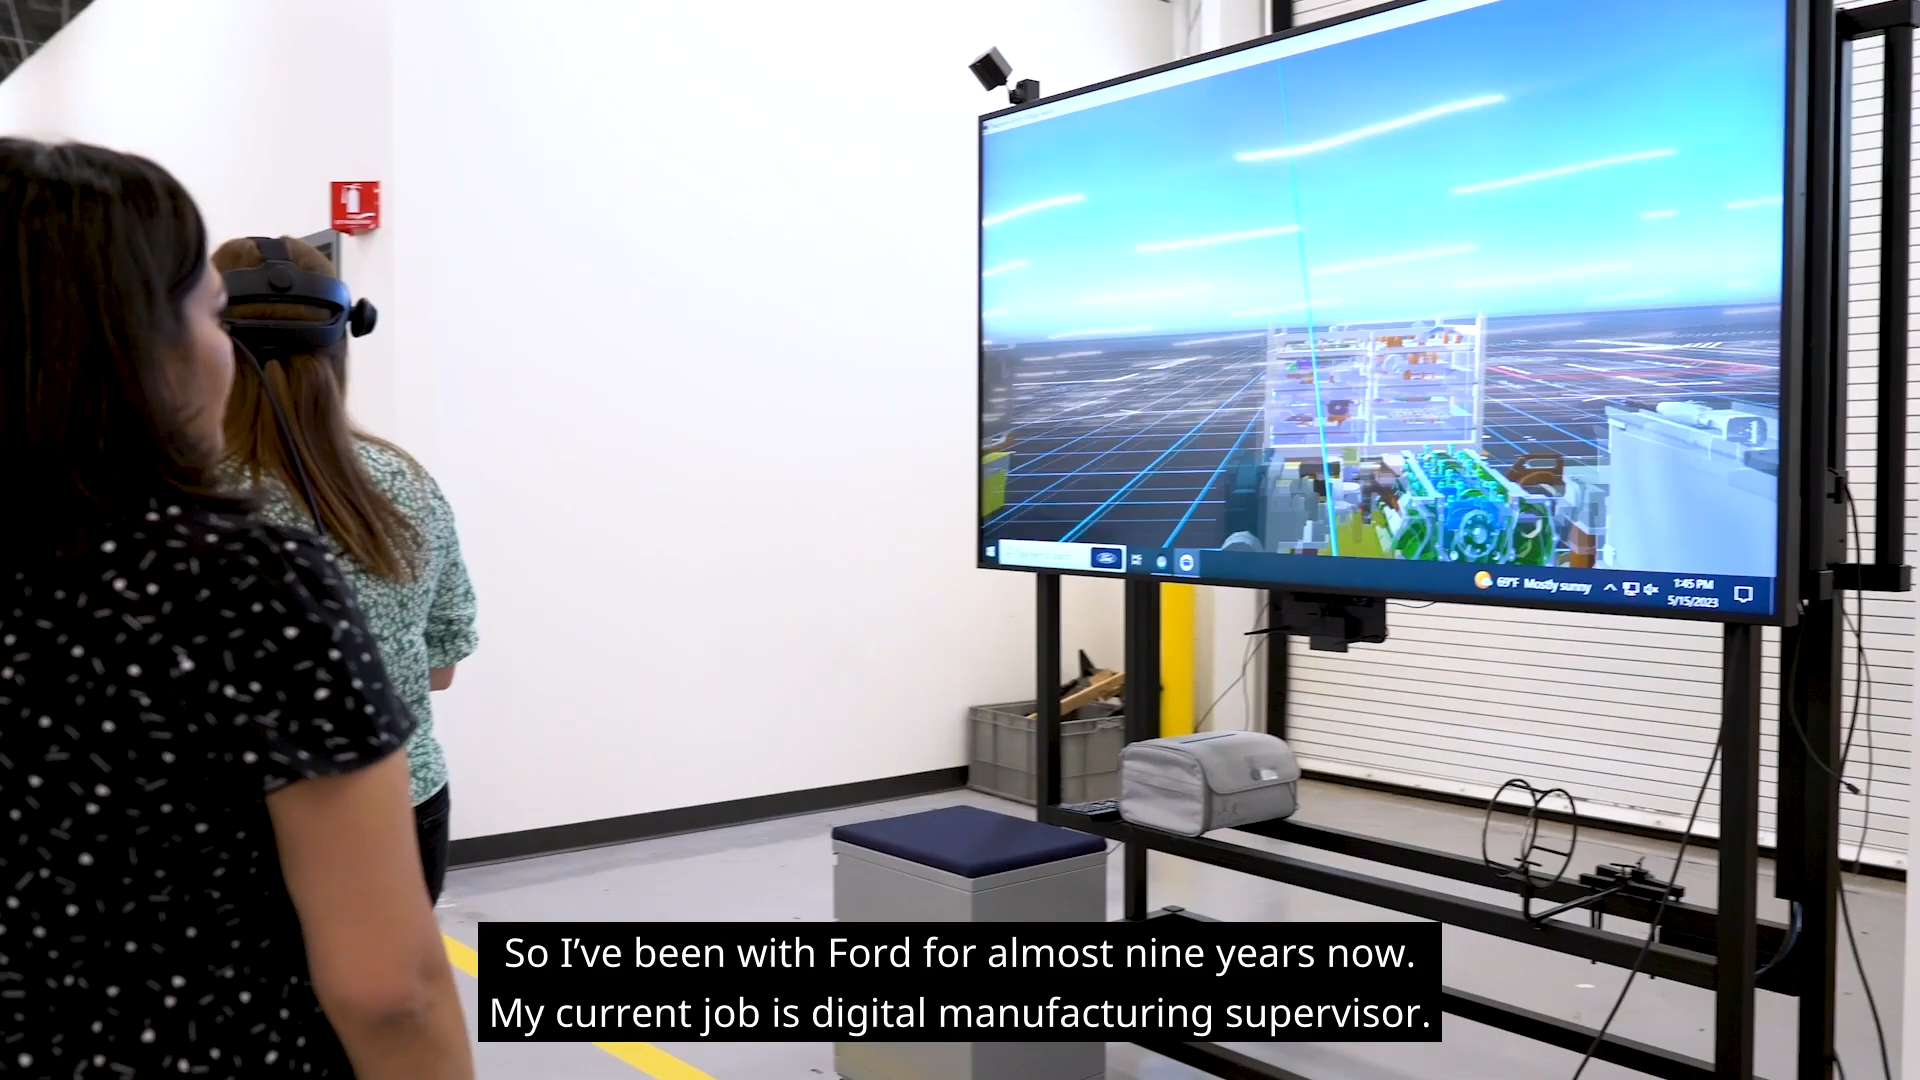 Ford
69°F Mostly sunny
1:45 PM
5/15/2023
So I’ve been with Ford for almost nine years now.
My current job is digital manufacturing supervisor.